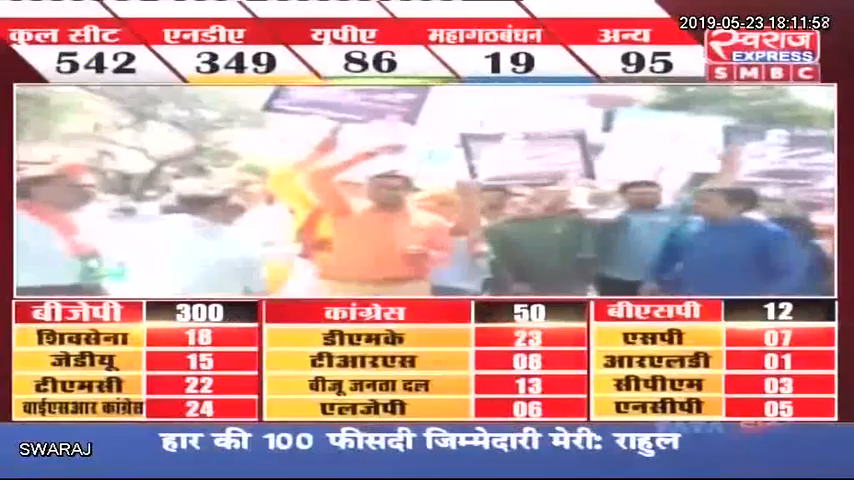 2019-05-23 18:11:58
कुल सीट एनडीए यूपीए महागठबंधन अन्य
542 349 86 19 95
स्वराज
EXPRESS
SMBC
बीजेपी 300 कांग्रेस 50 बीएसपी 12
शिवसेना 18 डीएमके 23 एसपी 07
जेडीयू 15 टीआरएस 08 आरएलडी 01
टीएमसी 22 बीजू जनता दल 13 सीपीएम 03
वाईएसआर कांग्रेस 24 एलजेपी 06 एनसीपी 05
हार की 100 फीसदी जिम्मेदारी मेरी: राहुल
SWARAJ